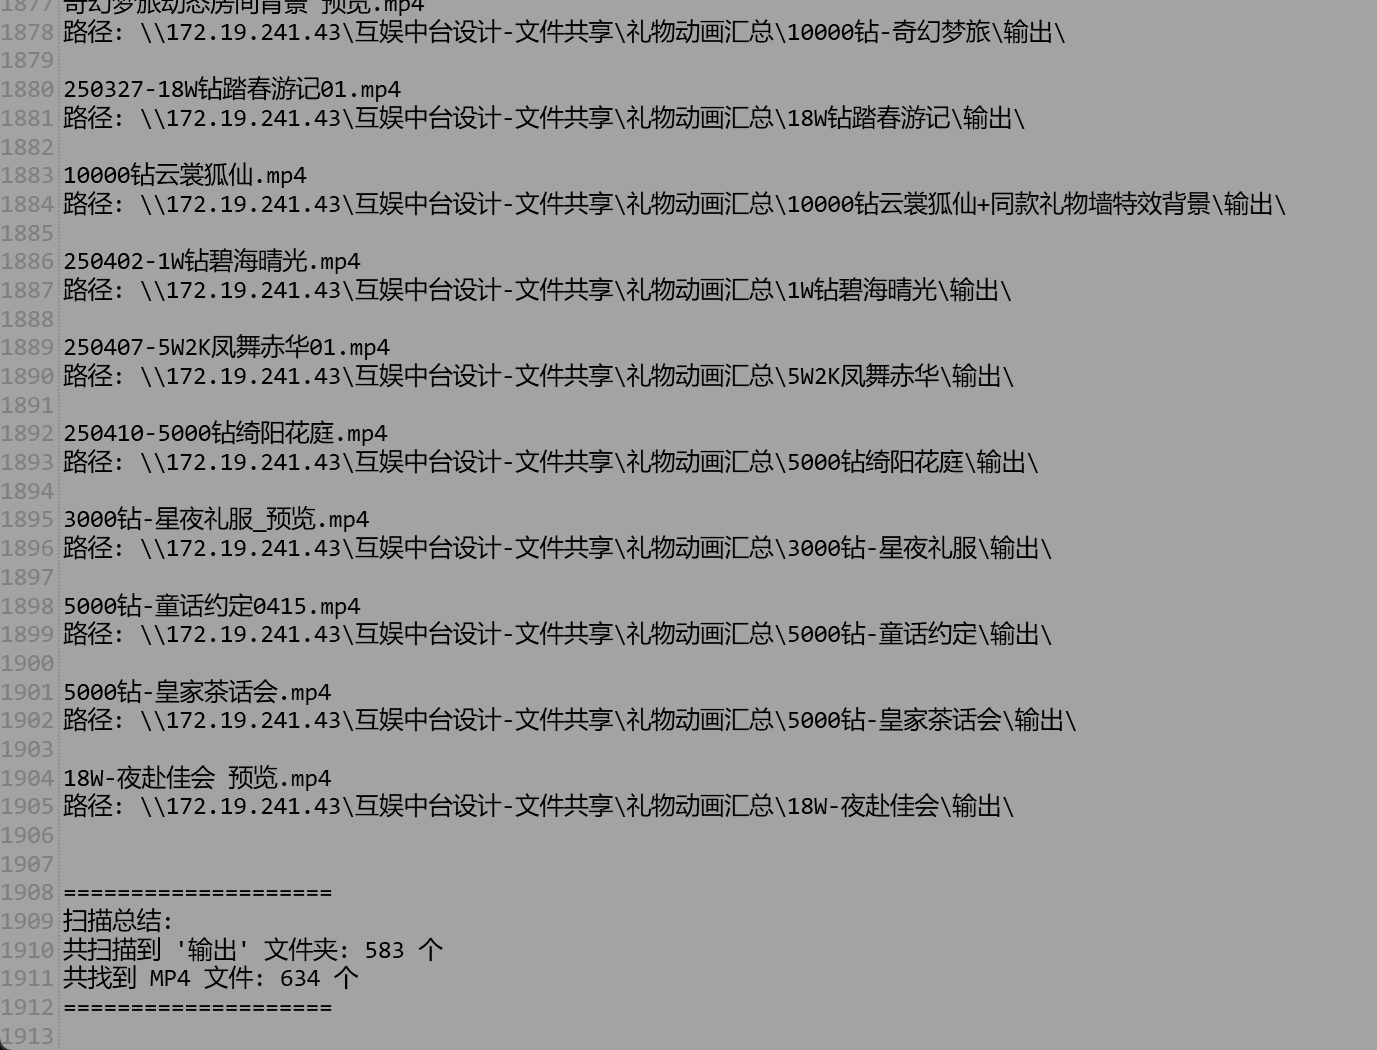 1877 奇幻梦旅动态房间背景 预览.mp4
1878 路径: \\172.19.241.43\互娱中台设计-文件共享\礼物动画汇总\10000钻-奇幻梦旅\输出\
1879
1880 250327-18W钻踏春游记01.mp4
1881 路径: \\172.19.241.43\互娱中台设计-文件共享\礼物动画汇总\18W钻踏春游记\输出\
1882
1883 10000钻云裳狐仙.mp4
1884 路径: \\172.19.241.43\互娱中台设计-文件共享\礼物动画汇总\10000钻云裳狐仙+同款礼物墙特效背景\输出\
1885
1886 250402-1W钻碧海晴光.mp4
1887 路径: \\172.19.241.43\互娱中台设计-文件共享\礼物动画汇总\1W钻碧海晴光\输出\
1888
1889 250407-5W2K凤舞赤华01.mp4
1890 路径: \\172.19.241.43\互娱中台设计-文件共享\礼物动画汇总\5W2K凤舞赤华\输出\
1891
1892 250410-5000钻绮阳花庭.mp4
1893 路径: \\172.19.241.43\互娱中台设计-文件共享\礼物动画汇总\5000钻绮阳花庭\输出\
1894
1895 3000钻-星夜礼服_预览.mp4
1896 路径: \\172.19.241.43\互娱中台设计-文件共享\礼物动画汇总\3000钻-星夜礼服\输出\
1897
1898 5000钻-童话约定0415.mp4
1899 路径: \\172.19.241.43\互娱中台设计-文件共享\礼物动画汇总\5000钻-童话约定\输出\
1900
1901 5000钻-皇家茶话会.mp4
1902 路径: \\172.19.241.43\互娱中台设计-文件共享\礼物动画汇总\5000钻-皇家茶话会\输出\
1903
1904 18W-夜赴佳会 预览.mp4
1905 路径: \\172.19.241.43\互娱中台设计-文件共享\礼物动画汇总\18W-夜赴佳会\输出\
1906
1907
1908 ====================
1909 扫描总结:
1910 共扫描到 '输出' 文件夹: 583 个
1911 共找到 MP4 文件: 634 个
1912 ====================
1913